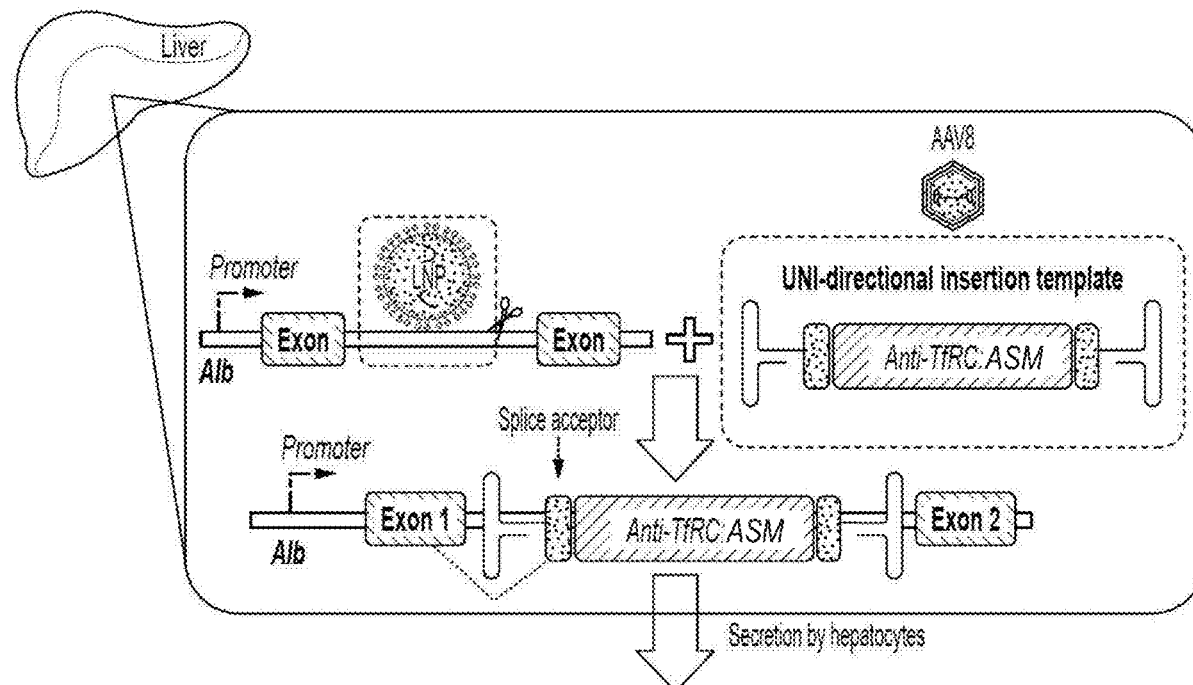 Liver
AAV8
Promoter
LNP
UNI-directional insertion template
Exon
Exon
Anti-TfRC:ASM
Alb
Splice acceptor
Promoter
Exon 1
Anti-TfRC:ASM
Exon 2
Alb
Secretion by hepatocytes